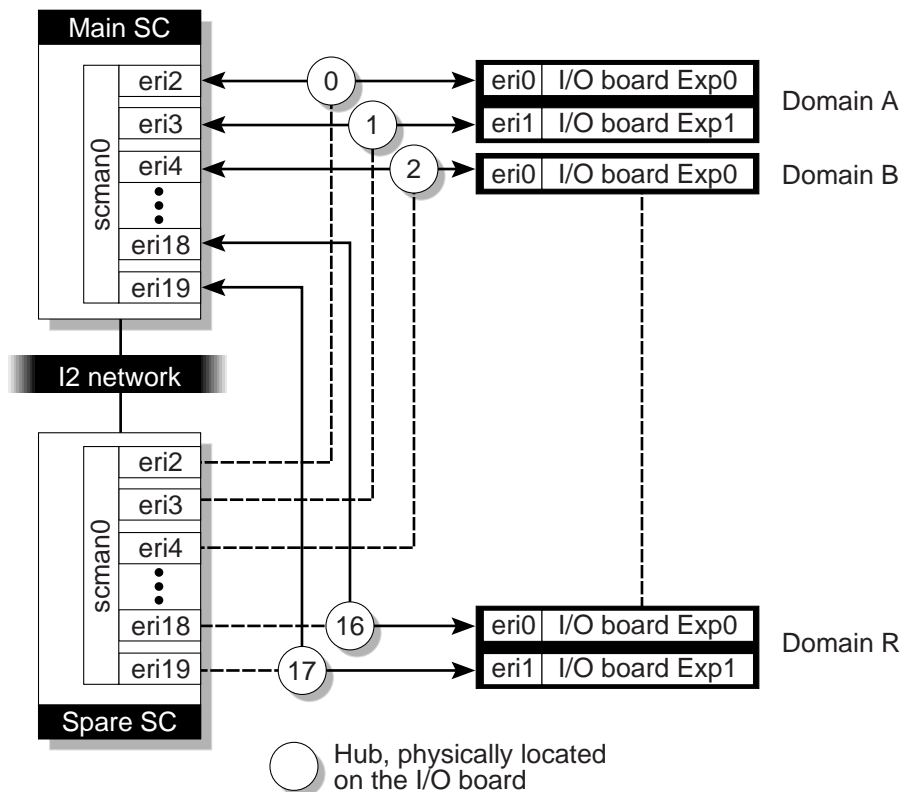 Main SC
scman0
eri2
eri3
eri4
eri18
eri19
0
1
2
eri0 I/O board Exp0
eri1 I/O board Exp1
Domain A
eri0 I/O board Exp0
Domain B
I2 network
scman0
eri2
eri3
eri4
eri18
eri19
Spare SC
16
17
eri0 I/O board Exp0
eri1 I/O board Exp1
Domain R
Hub, physically located
on the I/O board